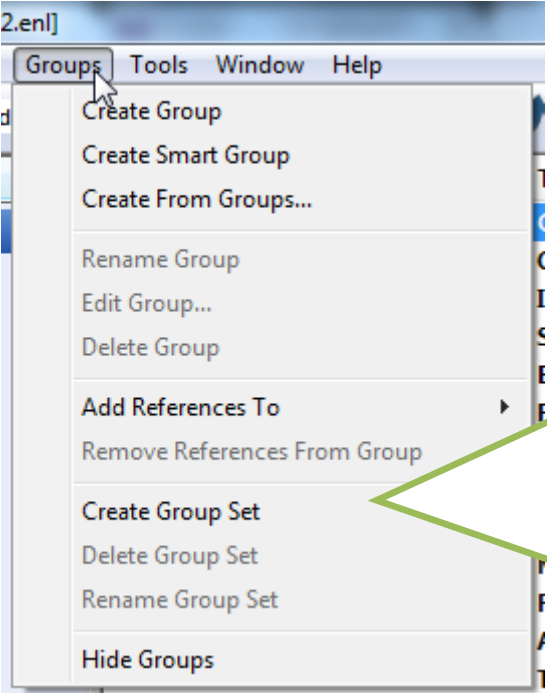 2.enl]
Groups Tools Window Help
Create Group
Create Smart Group
Create From Groups...
Rename Group
Edit Group...
Delete Group
Add References To
Remove References From Group
Create Group Set
Delete Group Set
Rename Group Set
Hide Groups